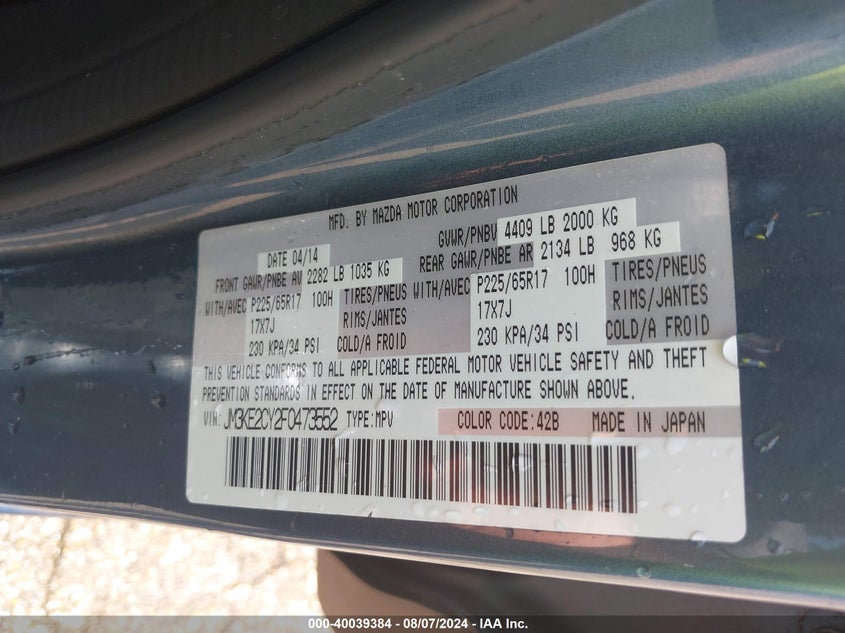 MFD. BY MAZDA MOTOR CORPORATION
DATE 04/14 GVWR/PNBV 4409 LB 2000 KG
FRONT GAWR/PNBE AV 2282 LB 1035 KG REAR GAWR/PNBE AR 2134 LB 968 KG
WITH/AVEC P225/65R17 100H TIRES/PNEUS WITH/AVEC P225/65R17 100H TIRES/PNEUS
17X7J RIMS/JANTES 17X7J RIMS/JANTES
230 KPA/34 PSI COLD/A FROID 230 KPA/34 PSI COLD/A FROID
THIS VEHICLE CONFORMS TO ALL APPLICABLE FEDERAL MOTOR VEHICLE SAFETY AND THEFT
PREVENTION STANDARDS IN EFFECT ON THE DATE OF MANUFACTURE SHOWN ABOVE.
VIN: JM3KE2CY2F0473552 TYPE:MPV COLOR CODE:42B MADE IN JAPAN
000-40039384 - 08/07/2024 - IAA Inc.